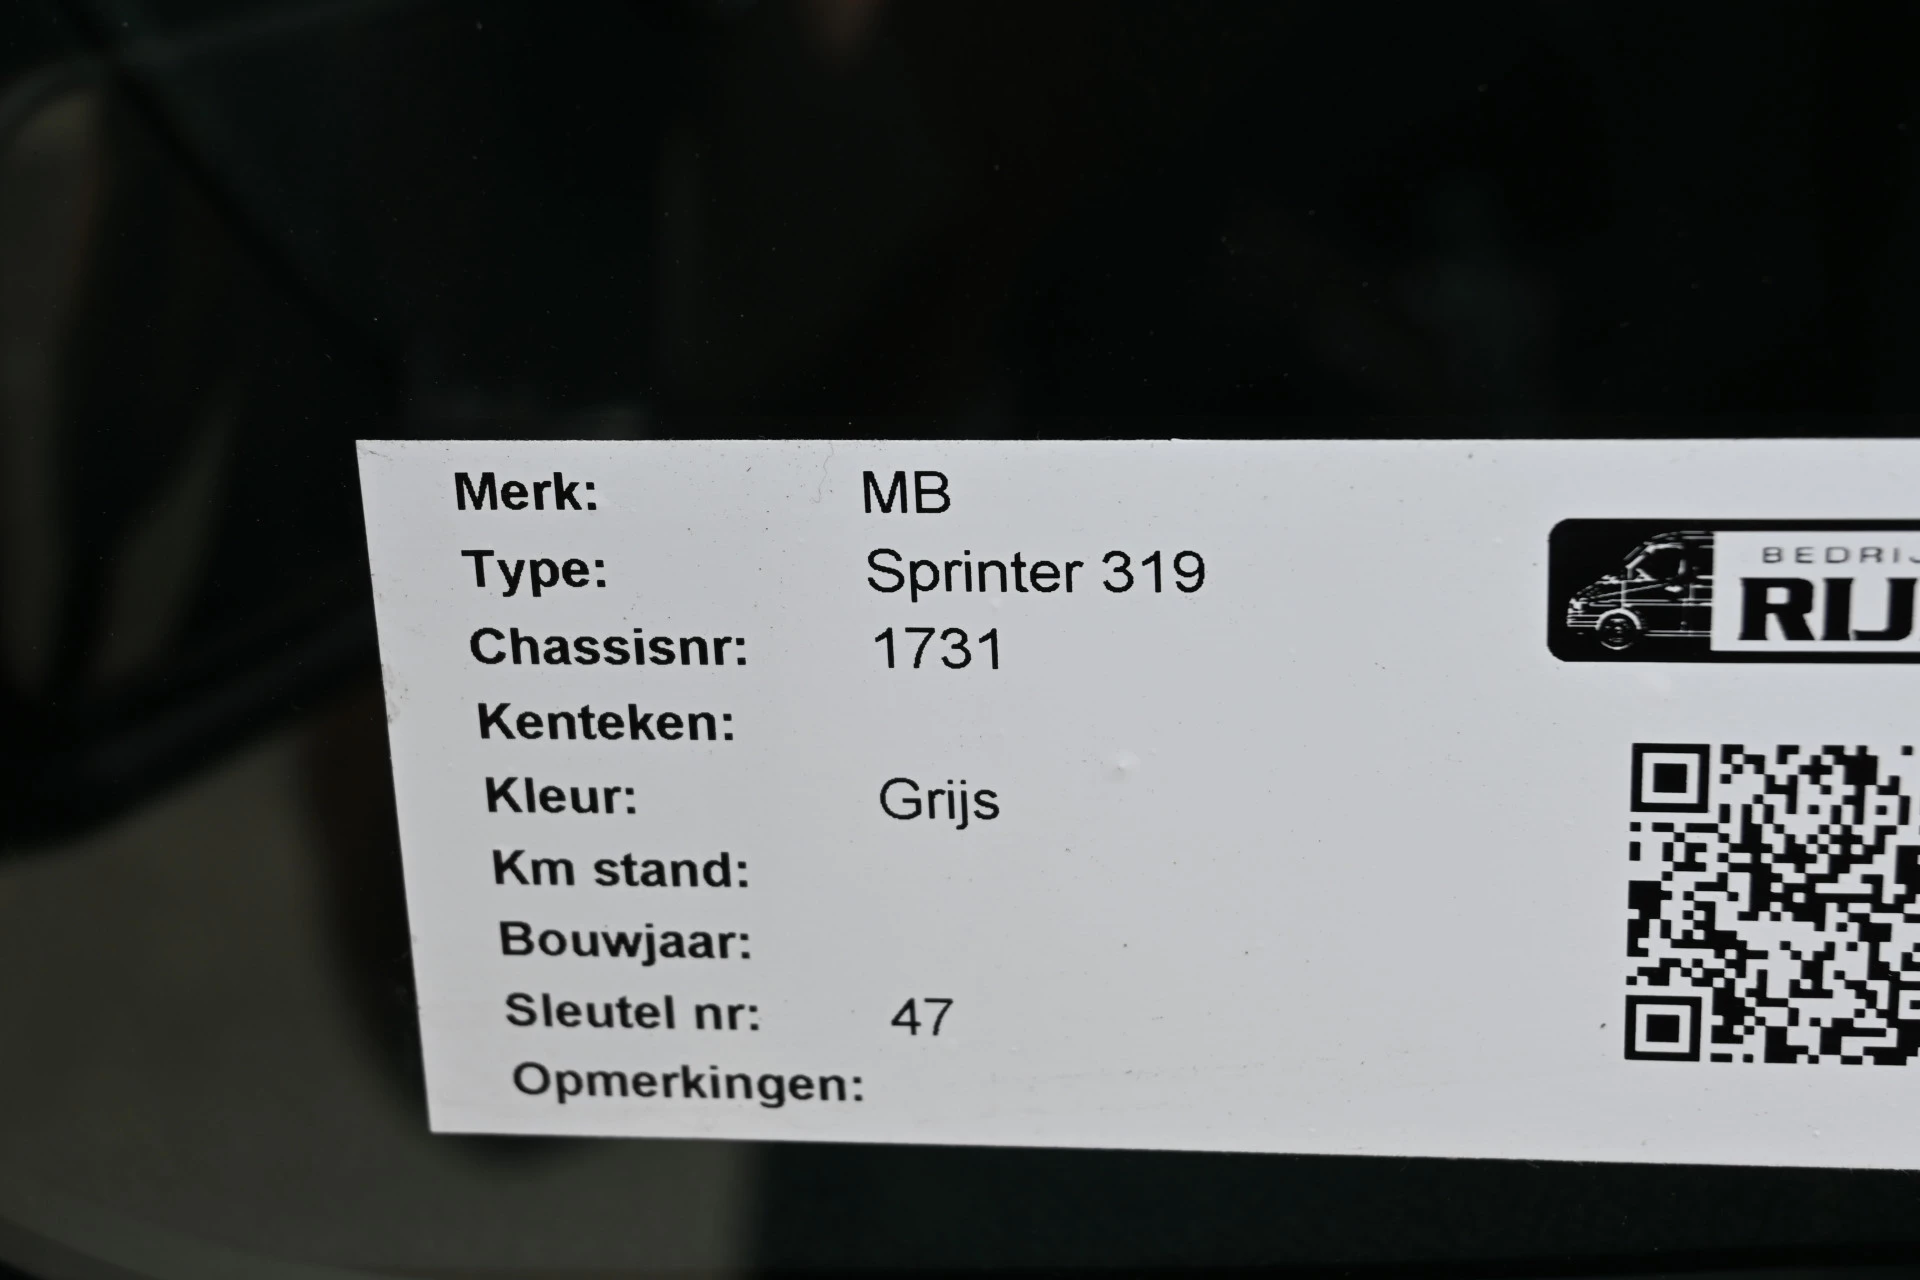 Merk: MB
Type: Sprinter 319
Chassisnr: 1731
Kenteken:
Kleur: Grijs
Km stand:
Bouwjaar:
Sleutel nr: 47
Opmerkingen:
BEDRIJ
RIJ